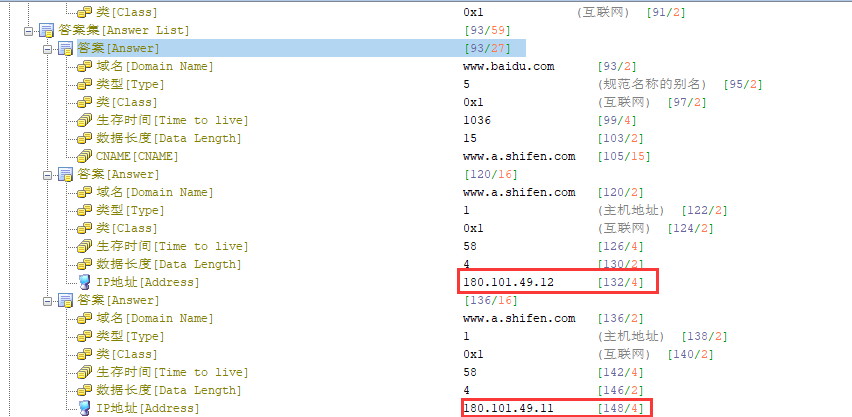 类[Class] 0x1 (互联网) [91/2]
答案集[Answer List] [93/59]
答案[Answer] [93/27]
域名[Domain Name] www.baidu.com [93/2]
类型[Type] 5 (规范名称的别名) [95/2]
类[Class] 0x1 (互联网) [97/2]
生存时间[Time to live] 1036 [99/4]
数据长度[Data Length] 15 [103/2]
CNAME[CNAME] www.a.shifen.com [105/15]
答案[Answer] [120/16]
域名[Domain Name] www.a.shifen.com [120/2]
类型[Type] 1 (主机地址) [122/2]
类[Class] 0x1 (互联网) [124/2]
生存时间[Time to live] 58 [126/4]
数据长度[Data Length] 4 [130/2]
IP地址[Address] 180.101.49.12 [132/4]
答案[Answer] [136/16]
域名[Domain Name] www.a.shifen.com [136/2]
类型[Type] 1 (主机地址) [138/2]
类[Class] 0x1 (互联网) [140/2]
生存时间[Time to live] 58 [142/4]
数据长度[Data Length] 4 [146/2]
IP地址[Address] 180.101.49.11 [148/4]